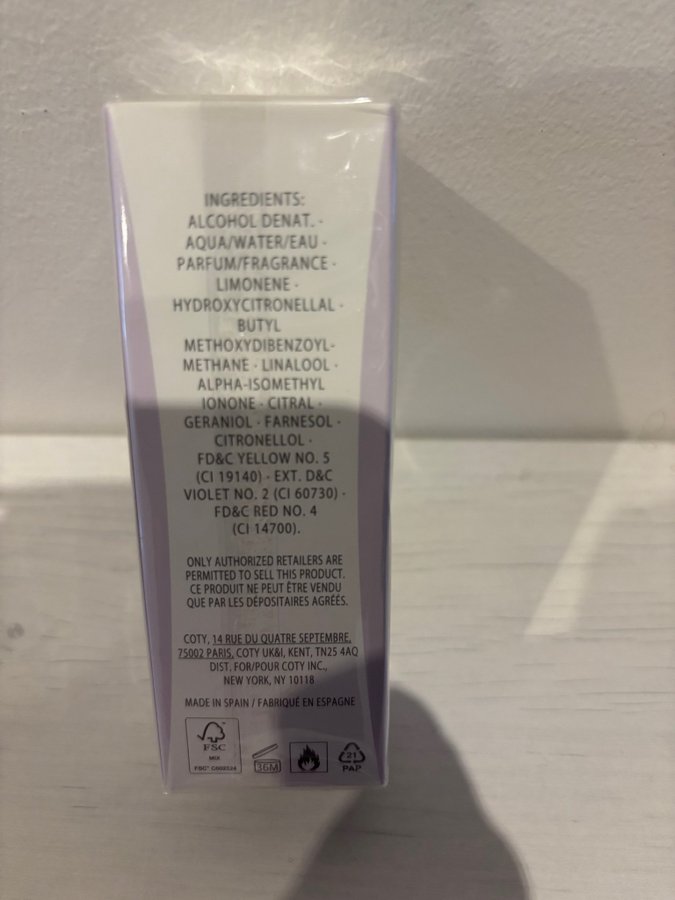 INGREDIENTS:
ALCOHOL DENAT. ·
AQUA/WATER/EAU ·
PARFUM/FRAGRANCE ·
LIMONENE ·
HYDROXYCITRONELLAL ·
BUTYL
METHOXYDIBENZOYL-
METHANE · LINALOOL ·
ALPHA-ISOMETHYL
IONONE · CITRAL ·
GERANIOL · FARNESOL ·
CITRONELLOL ·
FD&C YELLOW NO. 5
(CI 19140) · EXT. D&C
VIOLET NO. 2 (CI 60730) ·
FD&C RED NO. 4
(CI 14700).
ONLY AUTHORIZED RETAILERS ARE
PERMITTED TO SELL THIS PRODUCT.
CE PRODUIT NE PEUT ÊTRE VENDU
QUE PAR LES DÉPOSITAIRES AGRÉÉS.
COTY, 14 RUE DU QUATRE SEPTEMBRE,
75002 PARIS, COTY UK&I, KENT, TN25 4AQ
DIST. FOR/POUR COTY INC.,
NEW YORK, NY 10118
MADE IN SPAIN / FABRIQUÉ EN ESPAGNE
FSC™
MIX
FSC™ C002524
36M
21
PAP